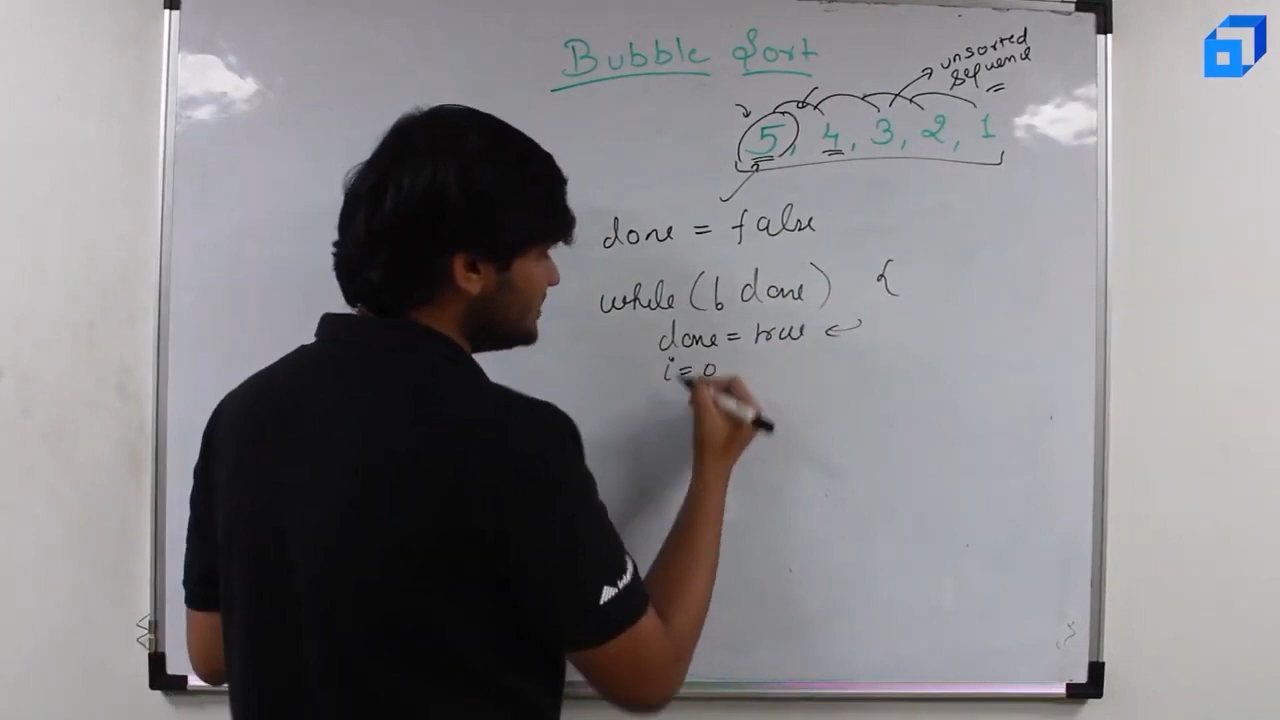 Bubble Sort
unsorted
sequence
5, 4, 3, 2, 1
done = false
while (b done) {
done = true
i = 0